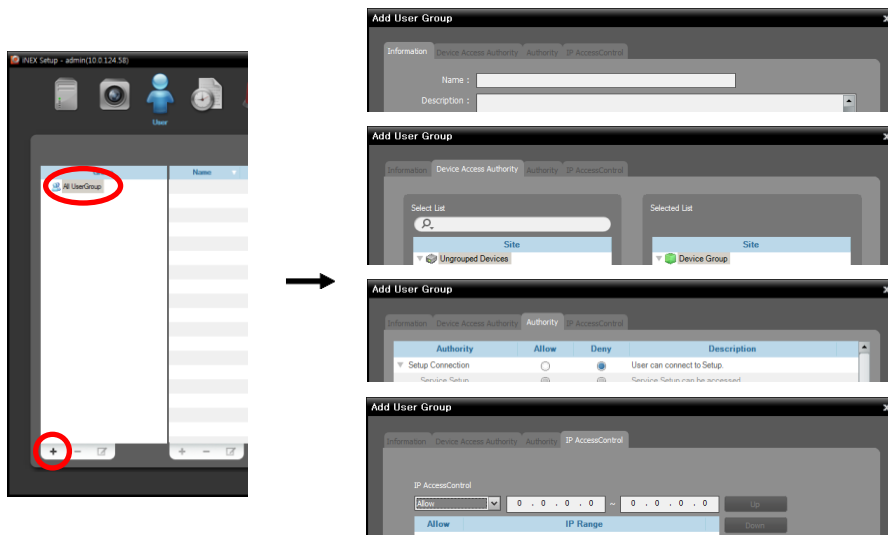 iNEX Setup - admin(10.0.124.58)
User
Name
All UserGroup
+ −
+ −
Add User Group
Information Device Access Authority Authority IP AccessControl
Name :
Description :
Add User Group
Information Device Access Authority Authority IP AccessControl
Select List
Selected List
Site
Site
Ungrouped Devices
Device Group
Add User Group
Information Device Access Authority Authority IP AccessControl
Authority Allow Deny Description
Setup Connection User can connect to Setup.
Service Setup Service Setup can be accessed
Add User Group
Information Device Access Authority Authority IP AccessControl
IP AccessControl
Allow 0 . 0 . 0 . 0 ~ 0 . 0 . 0 . 0 Up
Allow IP Range Down